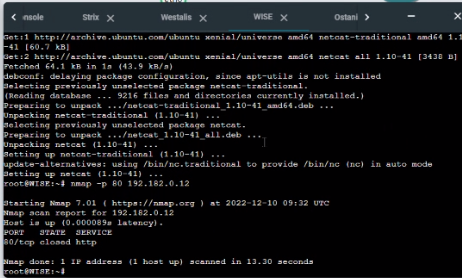 onsole Strix Westalis WISE Ostani
Get:1 http://archive.ubuntu.com/ubuntu xenial/universe amd64 netcat-traditional amd64 1.1
-41 [60.7 kB]
Get:2 http://archive.ubuntu.com/ubuntu xenial/universe amd64 netcat all 1.10-41 [3438 B]
Fetched 64.1 kB in 1s (43.9 kB/s)
debconf: delaying package configuration, since apt-utils is not installed
Selecting previously unselected package netcat-traditional.
(Reading database ... 9216 files and directories currently installed.)
Preparing to unpack .../netcat-traditional_1.10-41_amd64.deb ...
Unpacking netcat-traditional (1.10-41) ...
Selecting previously unselected package netcat.
Preparing to unpack .../netcat_1.10-41_all.deb ...
Unpacking netcat (1.10-41) ...
Setting up netcat-traditional (1.10-41) ...
update-alternatives: using /bin/nc.traditional to provide /bin/nc (nc) in auto mode
Setting up netcat (1.10-41) ...
root@WISE:~# nmap -p 80 192.182.0.12
Starting Nmap 7.01 ( https://nmap.org ) at 2022-12-10 09:32 UTC
Nmap scan report for 192.182.0.12
Host is up (0.000089s latency).
PORT STATE SERVICE
80/tcp closed http
Nmap done: 1 IP address (1 host up) scanned in 13.30 seconds
root@WISE:~#